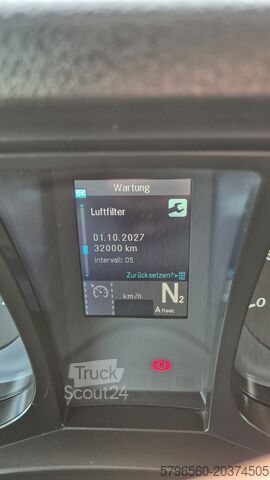 Wartung
Luftfilter
01.10.2027
32000 km
Intervall: 05
Zurücksetzen?
km/h
N2
A fleet
Truck
Scout24
5796560-20374505